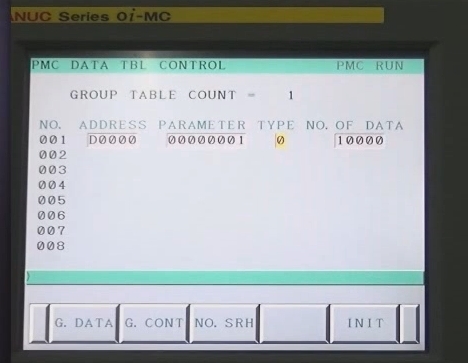 ANUC Series 0i-MC
PMC DATA TBL CONTROL PMC RUN
GROUP TABLE COUNT = 1
NO. ADDRESS PARAMETER TYPE NO. OF DATA
001 D0000 00000001 0 10000
002
003
004
005
006
007
008
)
G. DATA G. CONT NO. SRH INIT